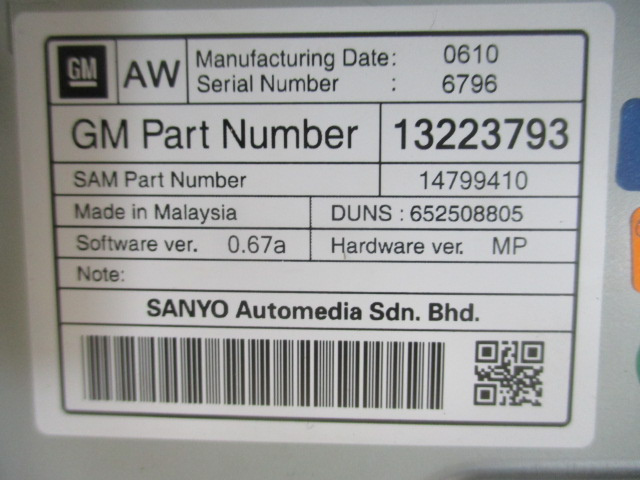 GM AW Manufacturing Date: 0610
Serial Number : 6796
GM Part Number 13223793
SAM Part Number 14799410
Made in Malaysia DUNS : 652508805
Software ver. 0.67a Hardware ver. MP
Note:
SANYO Automedia Sdn. Bhd.